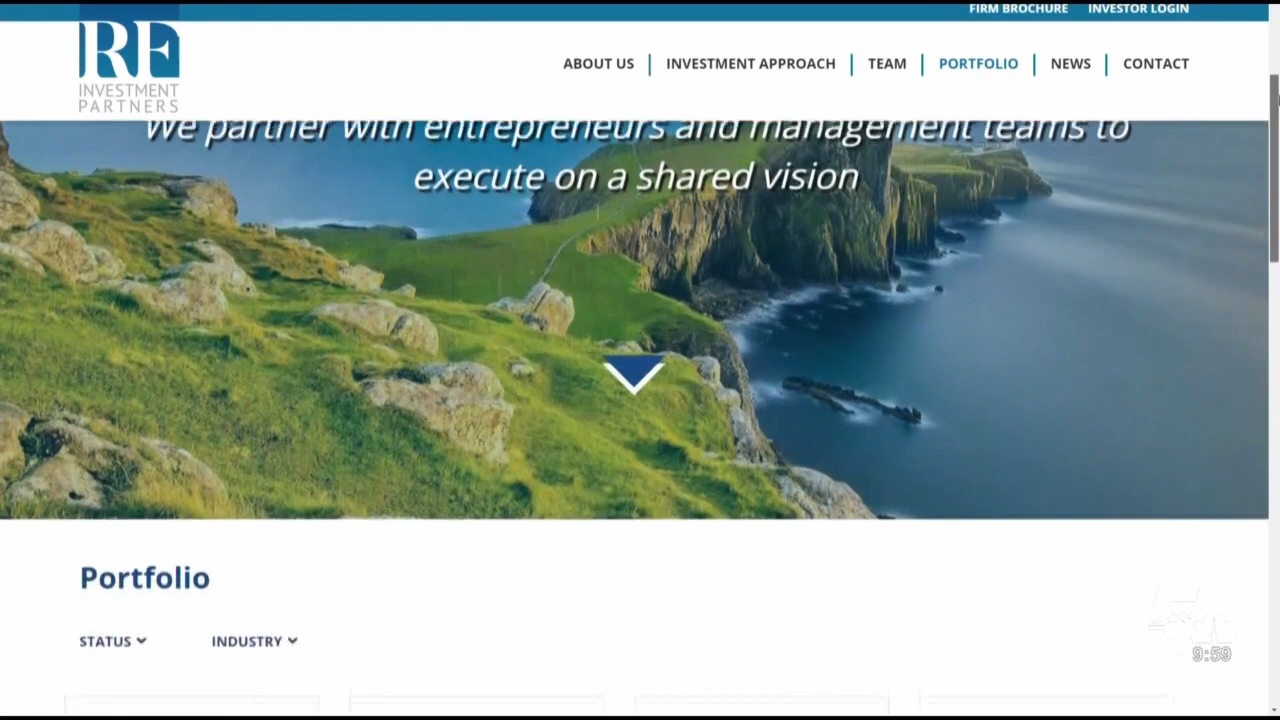 FIRM BROCHURE INVESTOR LOGIN
RF
INVESTMENT
PARTNERS
ABOUT US
INVESTMENT APPROACH
TEAM
PORTFOLIO
NEWS
CONTACT
We partner with entrepreneurs and management teams to
execute on a shared vision
Portfolio
STATUS
INDUSTRY
5
9:59